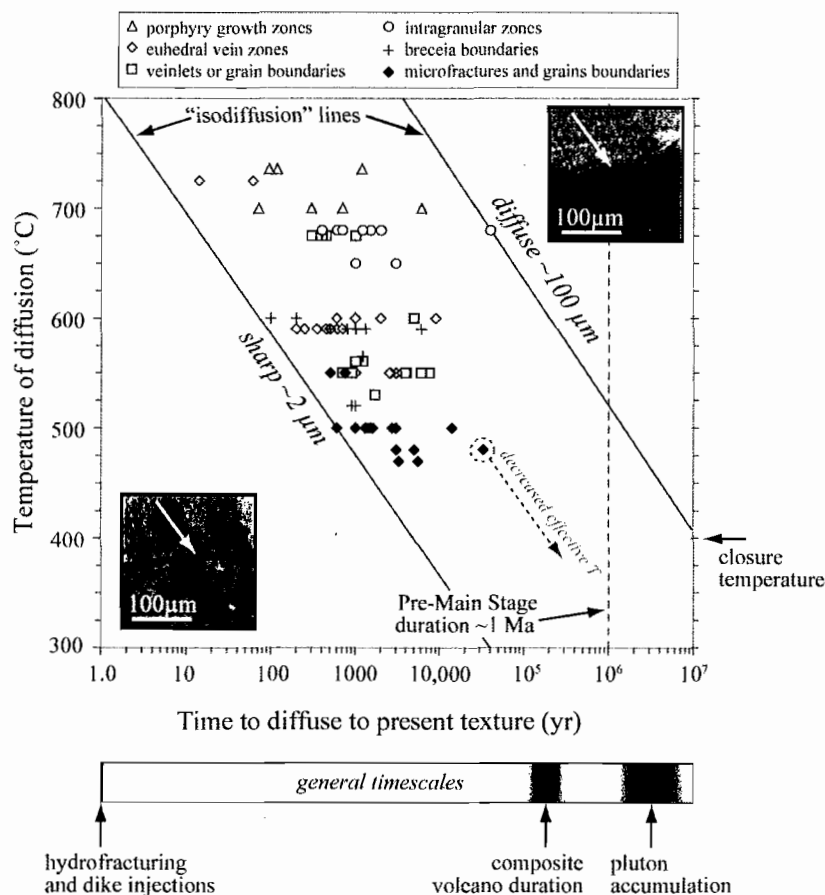 porphyry growth zones
intragranular zones
euhedral vein zones
breceia boundaries
veinlets or grain boundaries
microfractures and grains boundaries
Temperature of diffusion (°C)
800
700
600
500
400
300
"isodiffusion" lines
diffuse ~100 µm
sharp ~2 µm
100µm
100µm
decreased effective T
closure
temperature
Pre-Main Stage
duration ~1 Ma
1.0
10
100
1000
10,000
10⁵
10⁶
10⁷
Time to diffuse to present texture (yr)
general timescales
hydrofracturing
and dike injections
composite
volcano duration
pluton
accumulation